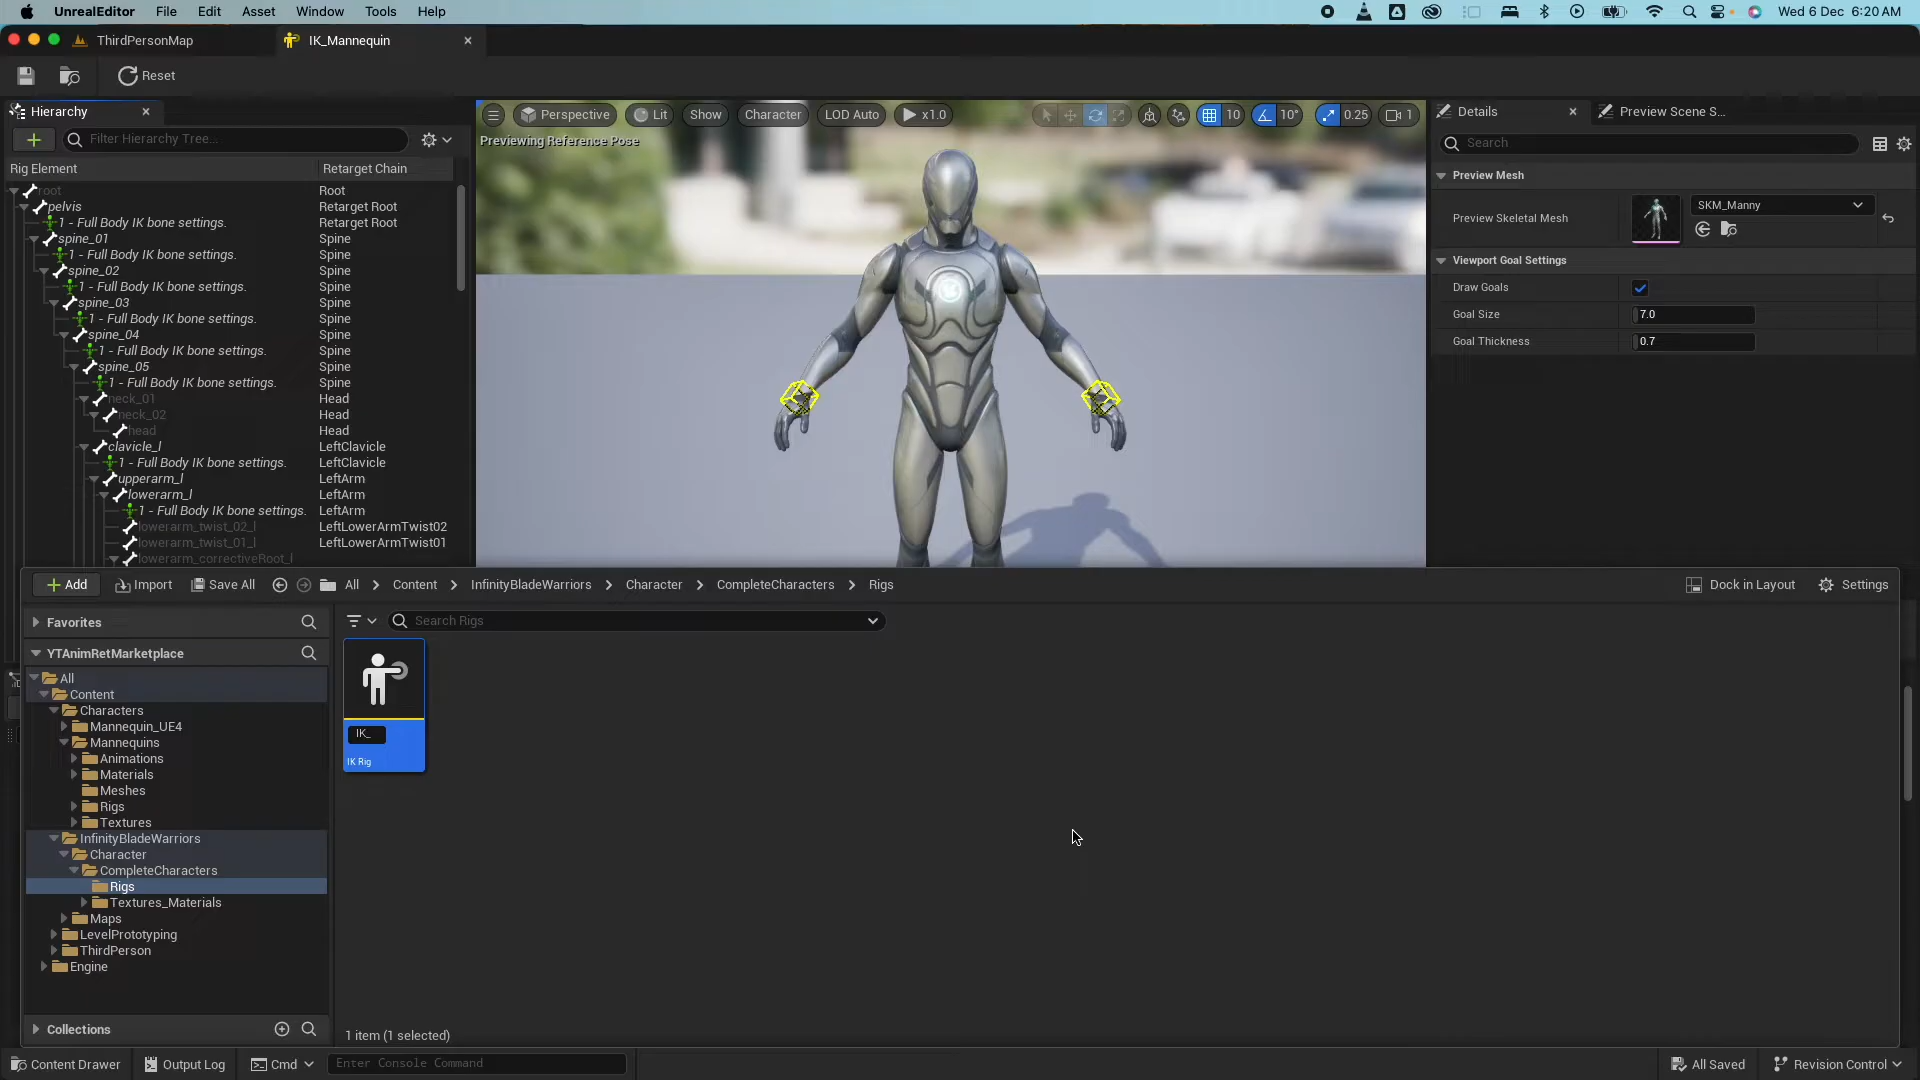 UnrealEditor File Edit Asset Window Tools Help Wed 6 Dec 6:20 AM
ThirdPersonMap IK_Mannequin
Reset
Hierarchy
Filter Hierarchy Tree...
Rig Element Retarget Chain
root Root
pelvis Retarget Root
1 - Full Body IK bone settings. Retarget Root
spine_01 Spine
1 - Full Body IK bone settings. Spine
spine_02 Spine
1 - Full Body IK bone settings. Spine
spine_03 Spine
1 - Full Body IK bone settings. Spine
spine_04 Spine
1 - Full Body IK bone settings. Spine
spine_05 Spine
1 - Full Body IK bone settings. Spine
neck_01 Head
neck_02 Head
head Head
clavicle_l LeftClavicle
1 - Full Body IK bone settings. LeftClavicle
upperarm_l LeftArm
lowerarm_l LeftArm
1 - Full Body IK bone settings. LeftArm
lowerarm_twist_02_l LeftLowerArmTwist02
lowerarm_twist_01_l LeftLowerArmTwist01
lowerarm_correctiveRoot_l
Perspective Lit Show Character LOD Auto x1.0 10 10° 0.25 1
Previewing Reference Pose
Details Preview Scene S...
Search
Preview Mesh
Preview Skeletal Mesh SKM_Manny
Viewport Goal Settings
Draw Goals
Goal Size 7.0
Goal Thickness 0.7
Add Import Save All All Content InfinityBladeWarriors Character CompleteCharacters Rigs Dock in Layout Settings
Favorites
YTAnimRetMarketplace
All
Content
Characters
Mannequin_UE4
Mannequins
Animations
Materials
Meshes
Rigs
Textures
InfinityBladeWarriors
Character
CompleteCharacters
Rigs
Textures_Materials
Maps
LevelPrototyping
ThirdPerson
Engine
Collections
Search Rigs
IK_
IK Rig
1 item (1 selected)
Content Drawer Output Log Cmd Enter Console Command All Saved Revision Control